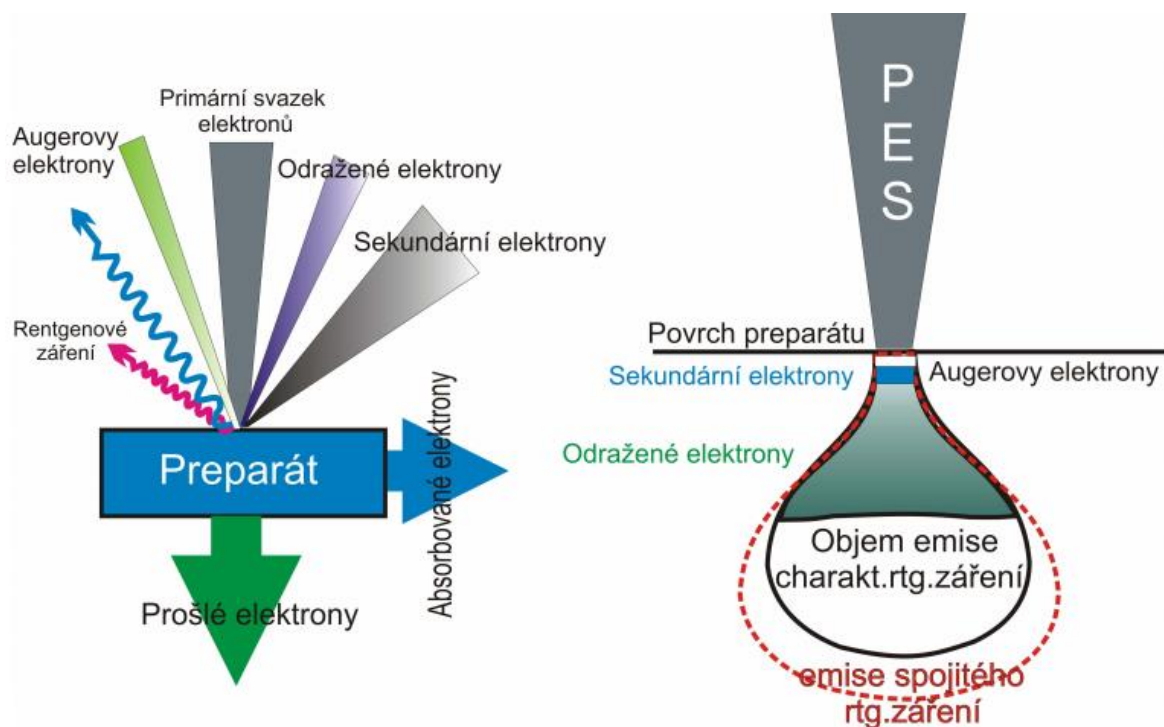 Primární svazek
elektronů
Augerovy
elektrony
Odražené elektrony
Sekundární elektrony
Rentgenové
záření
Preparát
Absorbované elektrony
Prošlé elektrony
PES
Povrch preparátu
Sekundární elektrony
Augerovy elektrony
Odražené elektrony
Objem emise
charakt.rtg.záření
emise spojitého
rtg.záření